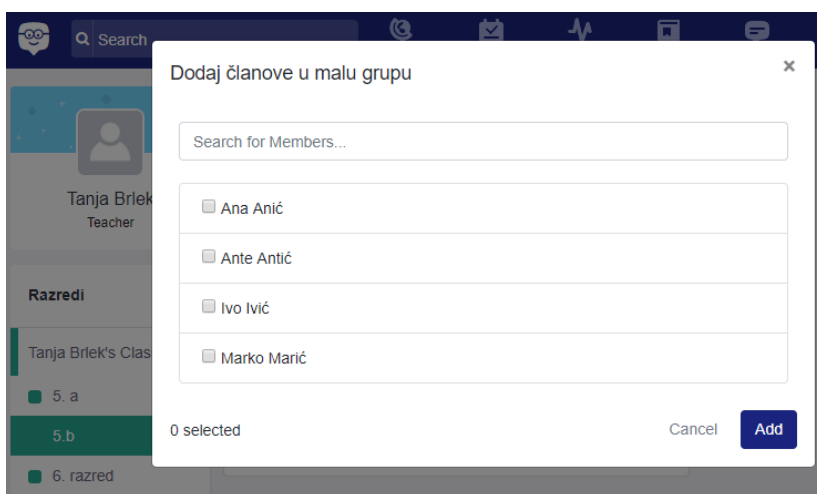 Search
Dodaj članove u malu grupu
×
Search for Members...
Tanja Brlek
Teacher
Ana Anić
Ante Antić
Razredi
Ivo Ivić
Tanja Brlek's Clas
Marko Marić
5. a
5.b
0 selected
Cancel
Add
6. razred